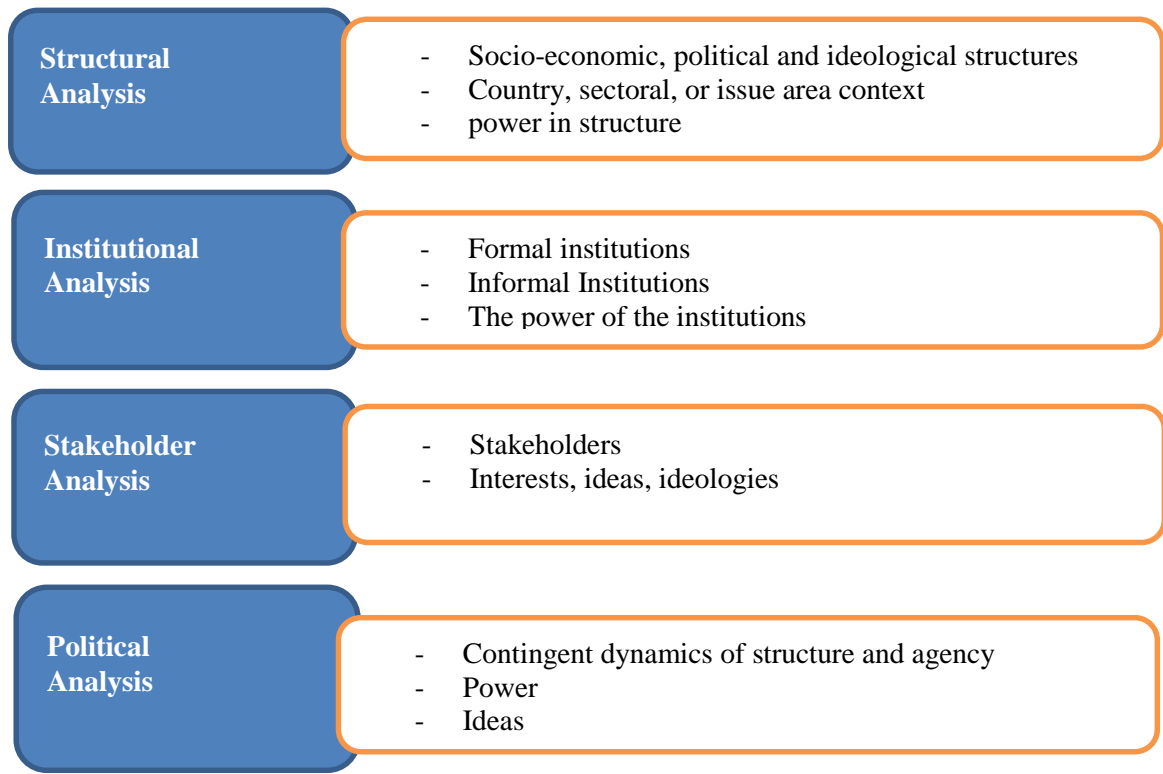 Structural
Analysis
- Socio-economic, political and ideological structures
- Country, sectoral, or issue area context
- power in structure
Institutional
Analysis
- Formal institutions
- Informal Institutions
- The power of the institutions
Stakeholder
Analysis
- Stakeholders
- Interests, ideas, ideologies
Political
Analysis
- Contingent dynamics of structure and agency
- Power
- Ideas